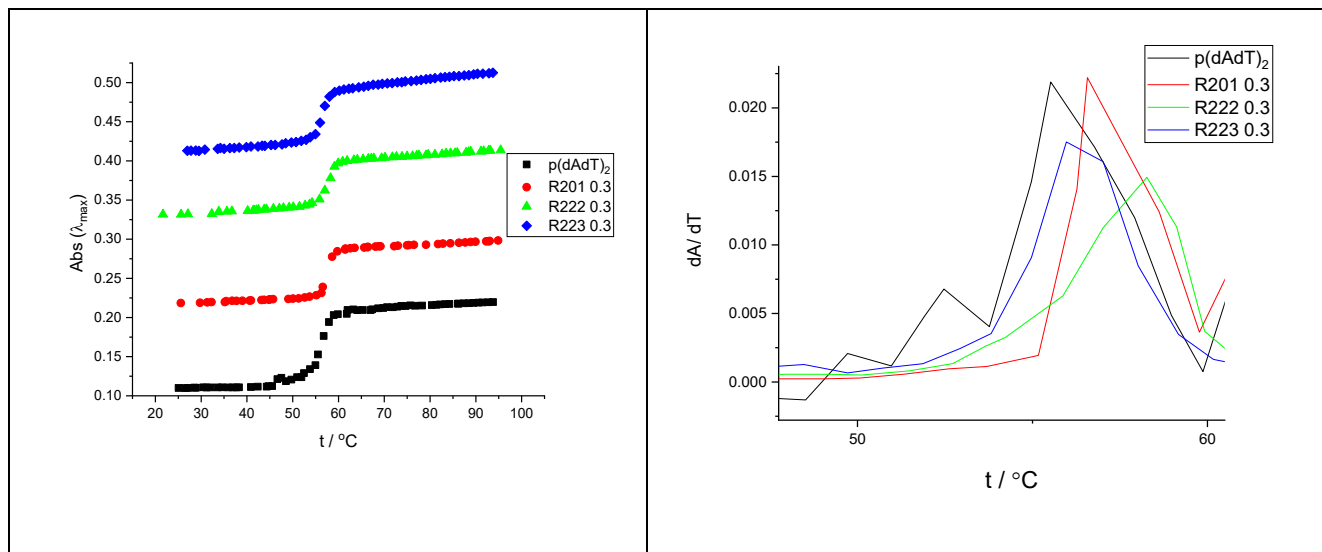 0.50
0.45
0.40
0.35
0.30
0.25
0.20
0.15
0.10
Abs (λmax)
20 30 40 50 60 70 80 90 100
t / °C
p(dAdT)₂
R201 0.3
R222 0.3
R223 0.3
0.020
0.015
0.010
0.005
0.000
dA/ dT
50 60
t / °C
p(dAdT)₂
R201 0.3
R222 0.3
R223 0.3